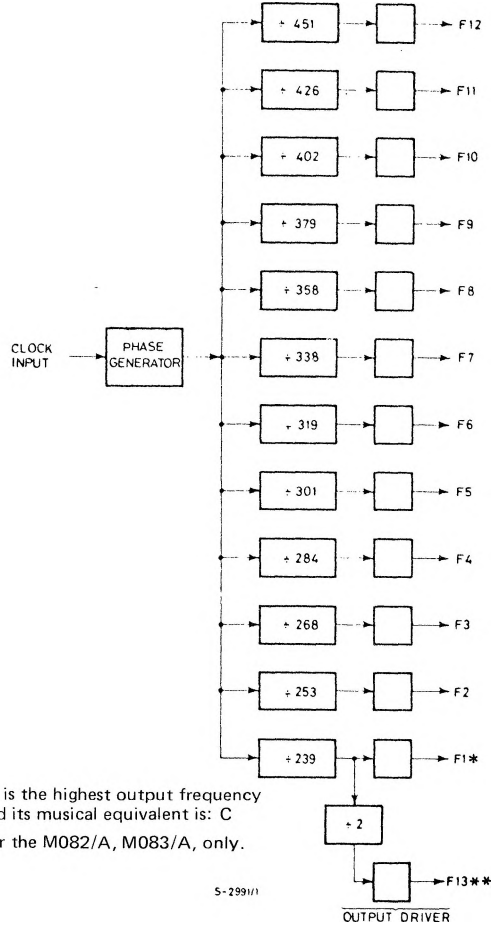 ÷ 451
F12
÷ 426
F11
÷ 402
F10
÷ 379
F9
÷ 358
F8
CLOCK
INPUT
PHASE
GENERATOR
÷ 338
F7
÷ 319
F6
÷ 301
F5
÷ 284
F4
÷ 268
F3
÷ 253
F2
÷ 239
F1*
is the highest output frequency
d its musical equivalent is: C
r the M082/A, M083/A, only.
÷ 2
F13**
S-2991/1
OUTPUT DRIVER